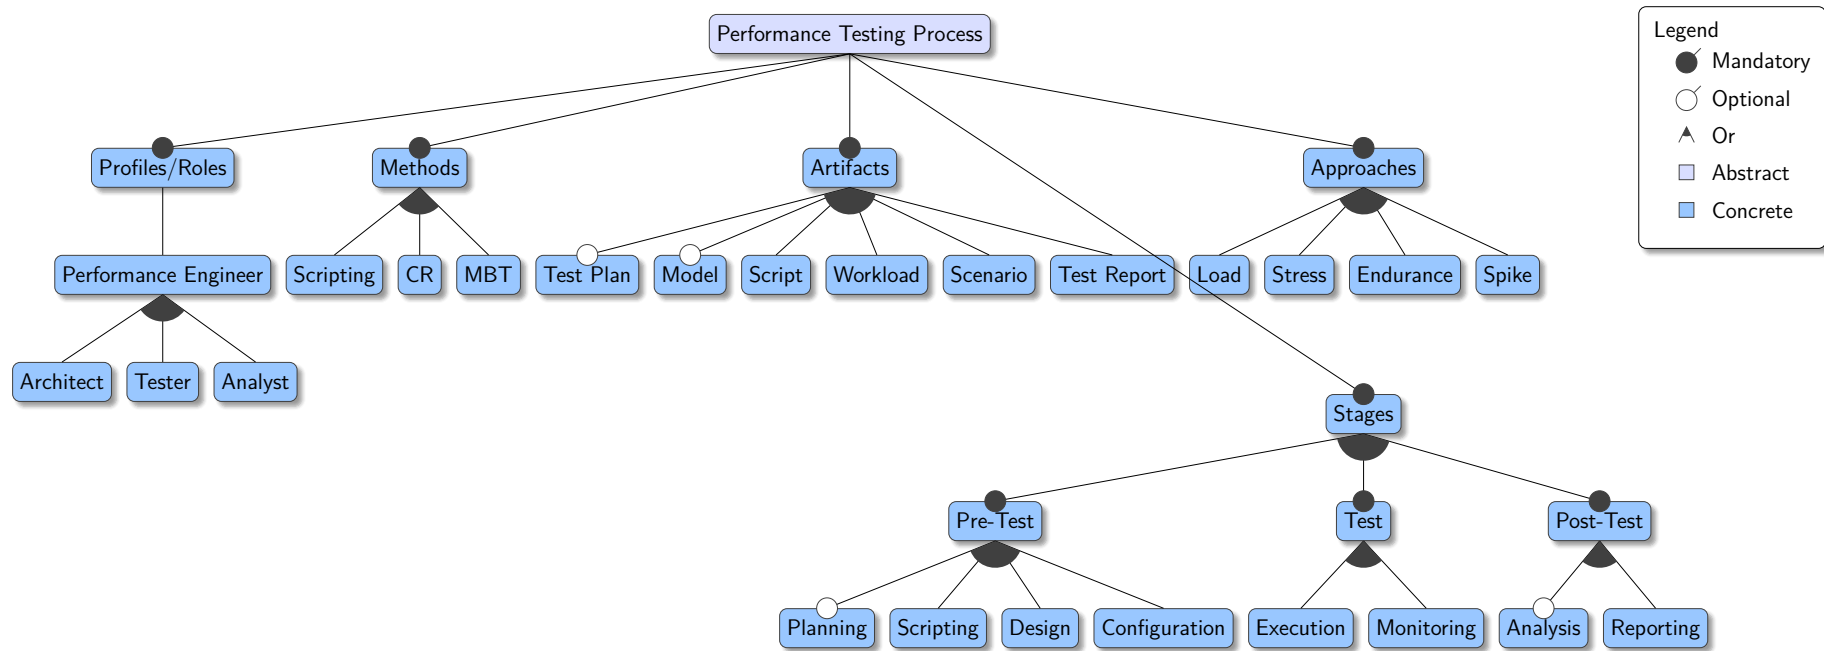 Performance Testing Process
Legend
Mandatory
Optional
Or
Abstract
Concrete
Profiles/Roles
Methods
Artifacts
Approaches
Performance Engineer
Scripting
CR
MBT
Test Plan
Model
Script
Workload
Scenario
Test Report
Load
Stress
Endurance
Spike
Architect
Tester
Analyst
Stages
Pre-Test
Test
Post-Test
Planning
Scripting
Design
Configuration
Execution
Monitoring
Analysis
Reporting